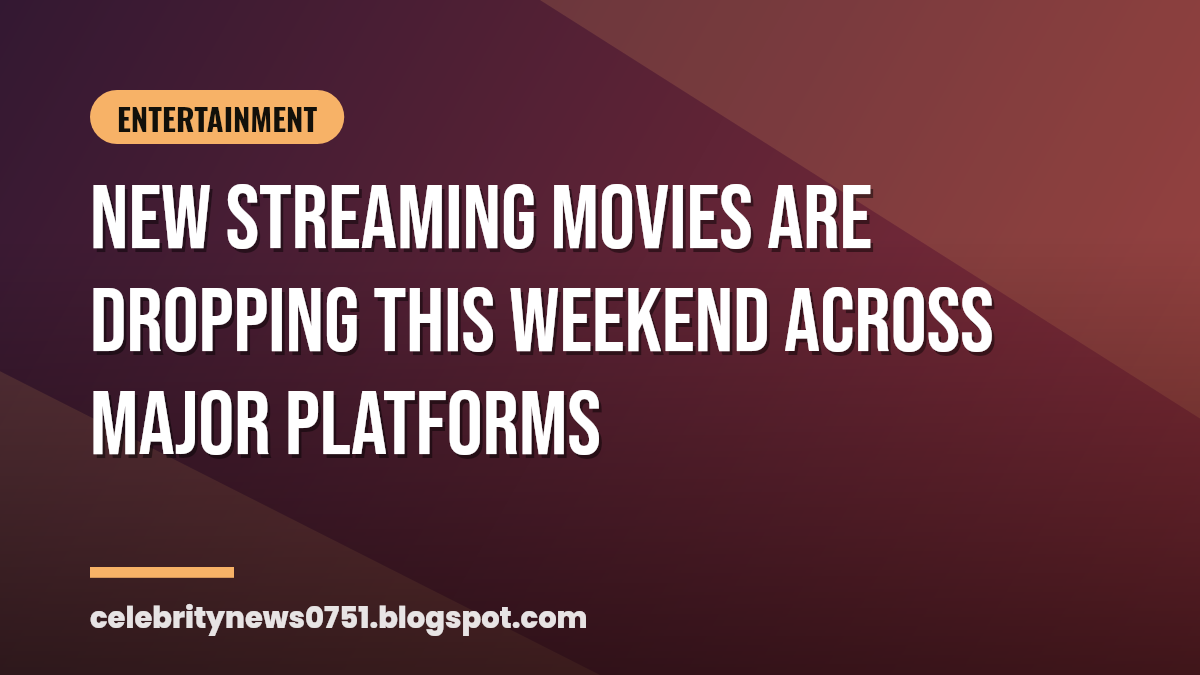 ENTERTAINMENT
NEW STREAMING MOVIES ARE
DROPPING THIS WEEKEND ACROSS
MAJOR PLATFORMS
celebritynews0751.blogspot.com